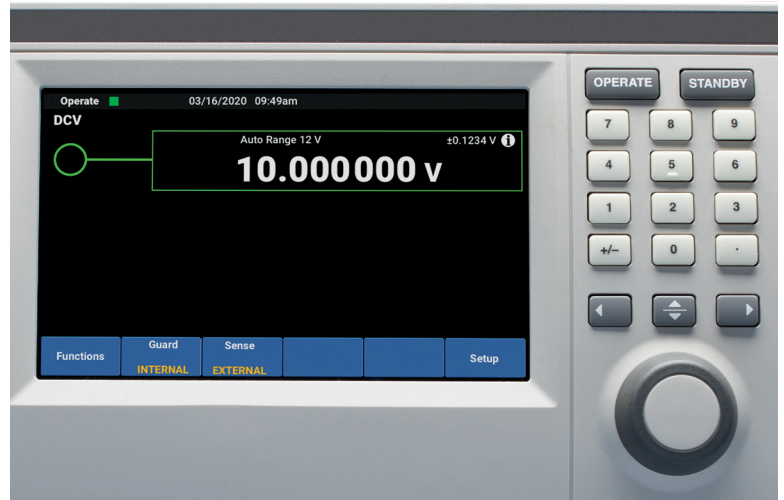 Operate 03/16/2020 09:49am
DCV
Auto Range 12 V ±0.1234 V i
10.000000 V
Functions
Guard
INTERNAL
Sense
EXTERNAL
Setup
OPERATE STANDBY
7 8 9
4 5 6
1 2 3
+/− 0 ·